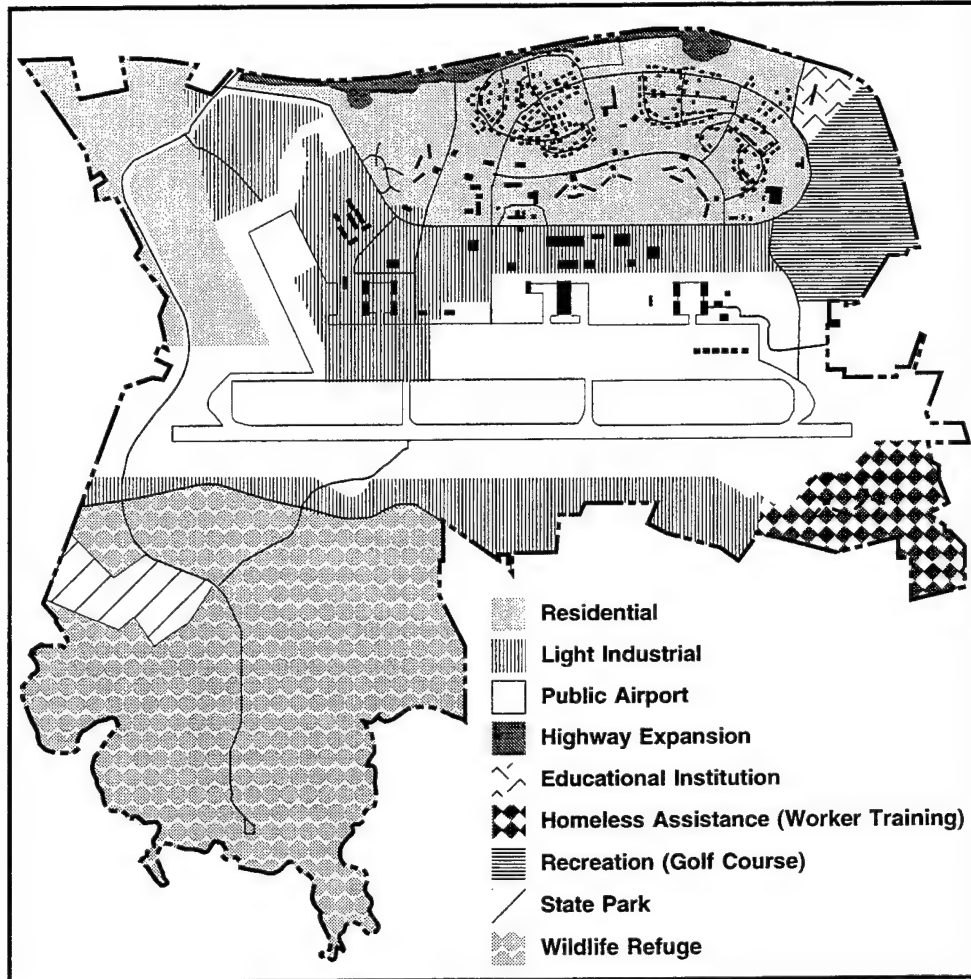 Residential
Light Industrial
Public Airport
Highway Expansion
Educational Institution
Homeless Assistance (Worker Training)
Recreation (Golf Course)
State Park
Wildlife Refuge